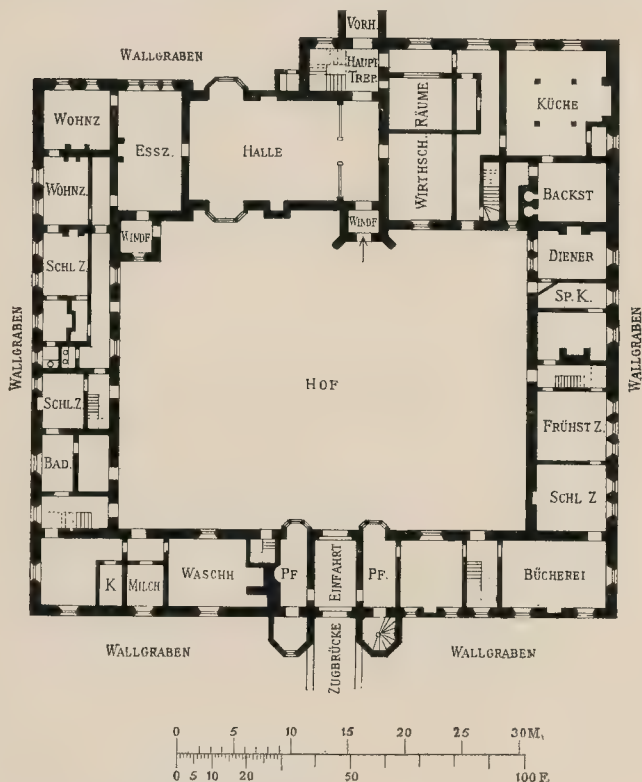 VORH.
WALLGRABEN
HAUPT
TREP.
WOHNZ
ESSZ.
HALLE
WIRTHSCH. RÄUME
KÜCHE
WOHNZ.
BACKST
WINDF.
WINDF.
SCHL Z.
DIENER
SP. K.
WALLGRABEN
HOF
WALLGRABEN
SCHL. Z.
FRÜHST Z.
BAD.
SCHL Z
K
MILCH
WASCHH
PF.
EINFAHRT
PF.
BÜCHEREI
WALLGRABEN
ZUGBRÜCKE
WALLGRABEN
0 5 10 15 20 25 30 M.
0 5 10 20 50 100 F.